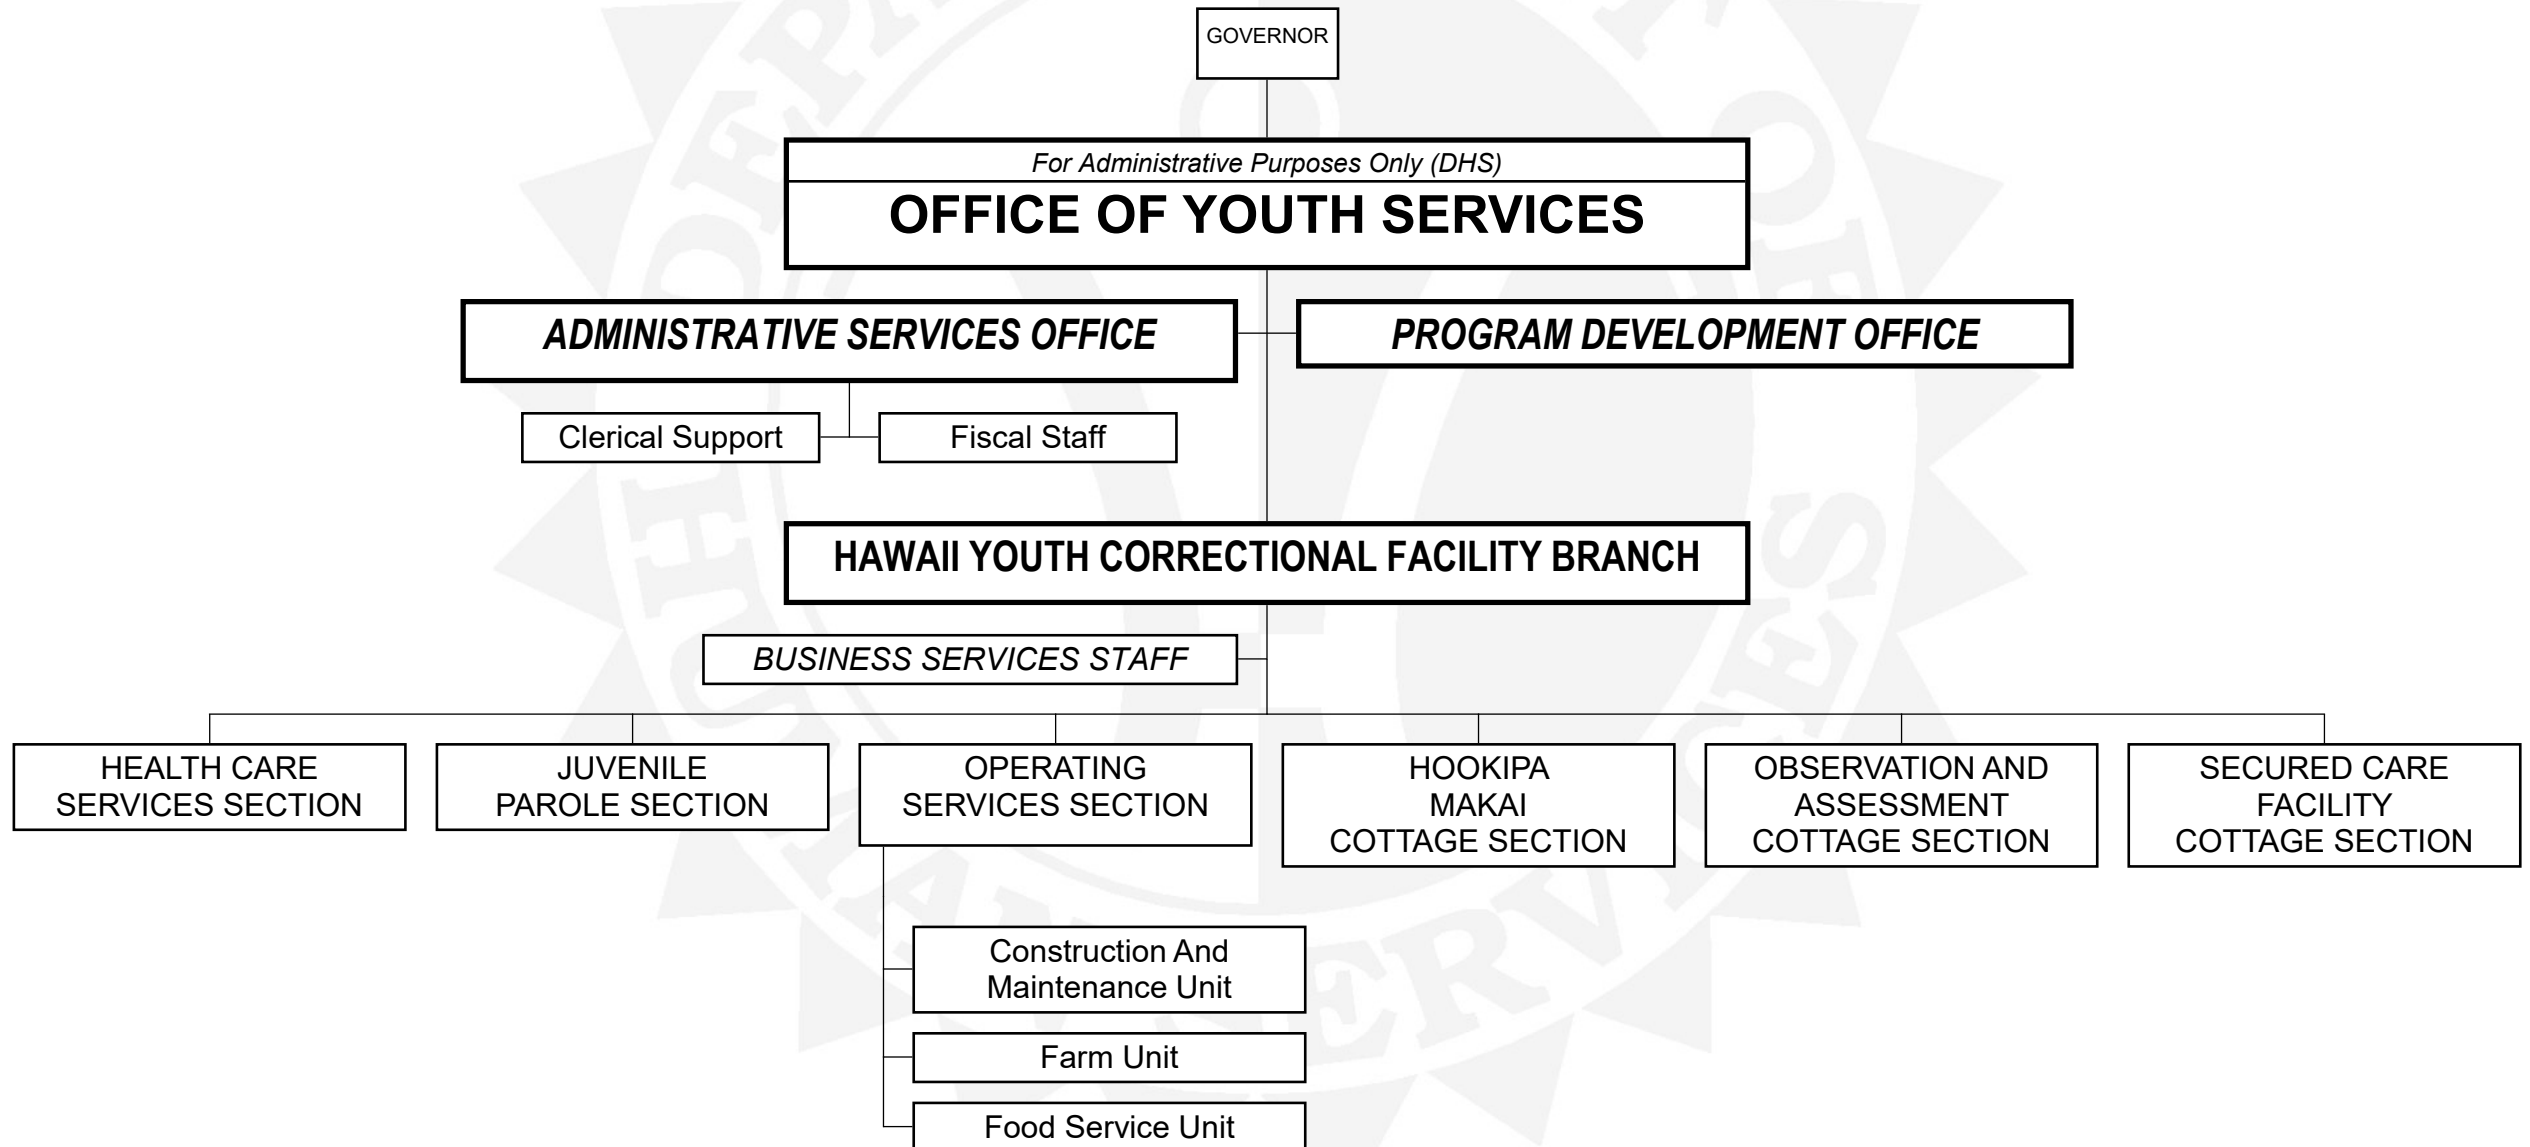 GOVERNOR
For Administrative Purposes Only (DHS)
OFFICE OF YOUTH SERVICES
ADMINISTRATIVE SERVICES OFFICE
PROGRAM DEVELOPMENT OFFICE
Clerical Support
Fiscal Staff
HAWAII YOUTH CORRECTIONAL FACILITY BRANCH
BUSINESS SERVICES STAFF
HEALTH CARE
SERVICES SECTION
JUVENILE
PAROLE SECTION
OPERATING
SERVICES SECTION
HOOKIPA
MAKAI
COTTAGE SECTION
OBSERVATION AND
ASSESSMENT
COTTAGE SECTION
SECURED CARE
FACILITY
COTTAGE SECTION
Construction And
Maintenance Unit
Farm Unit
Food Service Unit